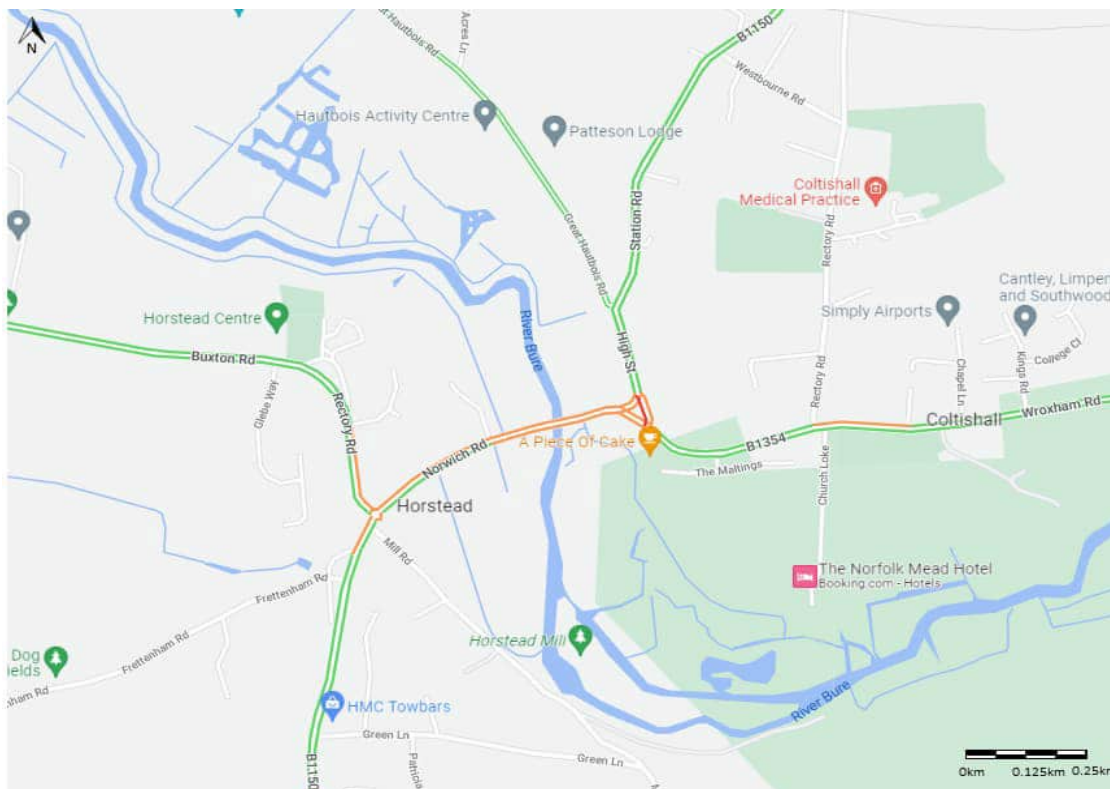 N
Great Hautbois Rd
Acres Ln
B1150
Westbourne Rd
Hautbois Activity Centre
Patteson Lodge
Coltishall
Medical Practice
Station Rd
Great Hautbois Rd
Rectory Rd
Cantley, Limpen
and Southwood
Simply Airports
Horstead Centre
River Bure
High St
Buxton Rd
Rectory Rd
College Cl
Kings Rd
Chapel Ln
Glebe Way
Rectory Rd
Wroxham Rd
Coltishall
A Piece Of Cake
B1354
Norwich Rd
The Maltings
Church Loke
Horstead
Mill Rd
The Norfolk Mead Hotel
Booking.com - Hotels
Frettenham Rd
Horstead Mill
Frettenham Rd
Dog
ields
nham Rd
River Bure
HMC Towbars
Green Ln
Green Ln
B1150
Patricia
M
0km 0.125km 0.25km